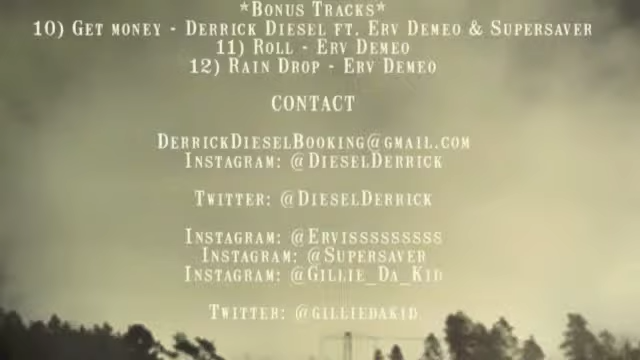 *Bonus Tracks*
10) Get money - Derrick Diesel ft. Erv Demeo & Supersaver
11) Roll - Erv Demeo
12) Rain Drop - Erv Demeo
CONTACT
DerrickDieselBooking@gmail.com
Instagram: @DieselDerrick
Twitter: @DieselDerrick
Instagram: @Ervisssssssss
Instagram: @Supersaver
Instagram: @Gillie_Da_Kid
Twitter: @gilliedakid